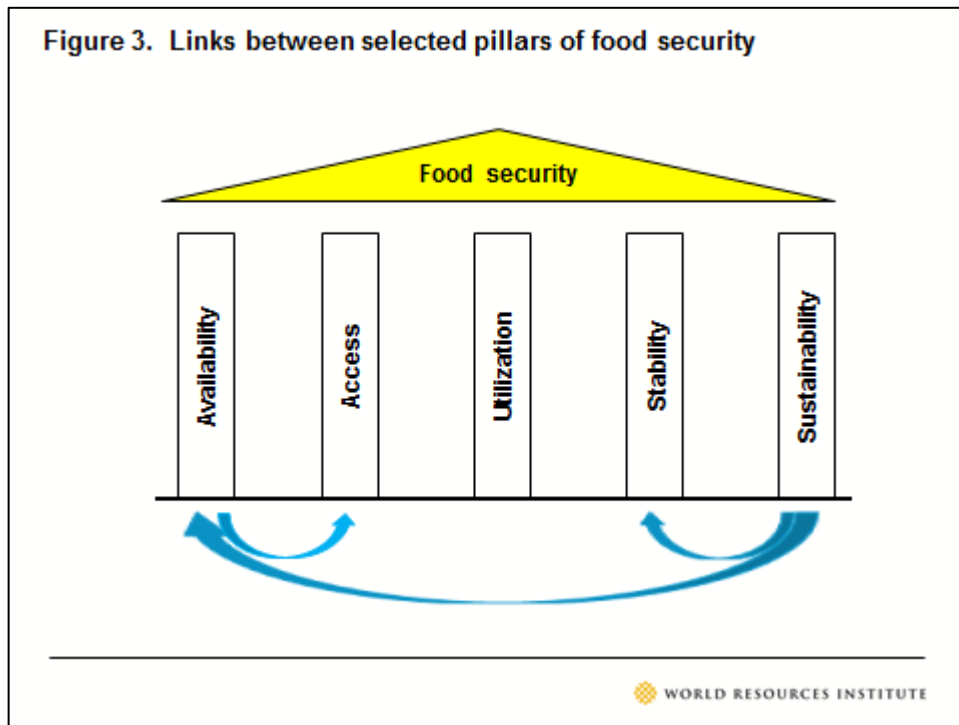 Figure 3. Links between selected pillars of food security
Food security
Availability
Access
Utilization
Stability
Sustainability
WORLD RESOURCES INSTITUTE